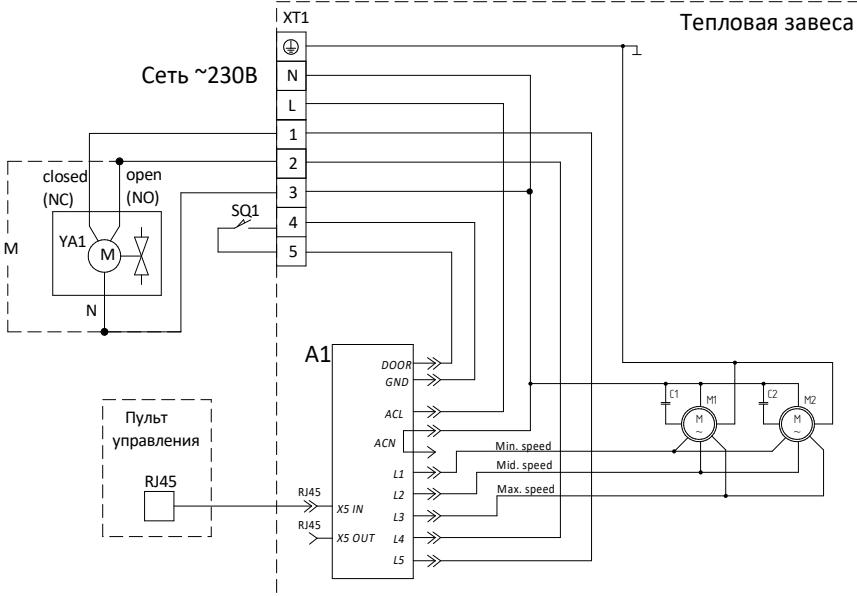 XT1
Тепловая завеса
Сеть ~230В
N
L
1
2
3
4
5
closed
(NC)
open
(NO)
SQ1
YA1
M
M
N
A1
DOOR
GND
ACL
ACN
L1
L2
L3
L4
L5
X5 IN
X5 OUT
RJ45
RJ45
Пульт
управления
RJ45
C1
M1
M
~
C2
M2
M
~
Min. speed
Mid. speed
Max. speed